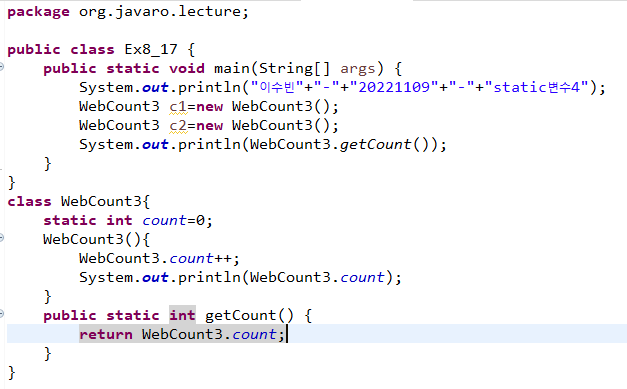 package org.javaro.lecture;

public class Ex8_17 {
    public static void main(String[] args) {
        System.out.println("이수빈"+"-"+"20221109"+"-"+"static변수4");
        WebCount3 c1=new WebCount3();
        WebCount3 c2=new WebCount3();
        System.out.println(WebCount3.getCount());
    }
}
class WebCount3{
    static int count=0;
    WebCount3(){
        WebCount3.count++;
        System.out.println(WebCount3.count);
    }
    public static int getCount() {
        return WebCount3.count;
    }
}